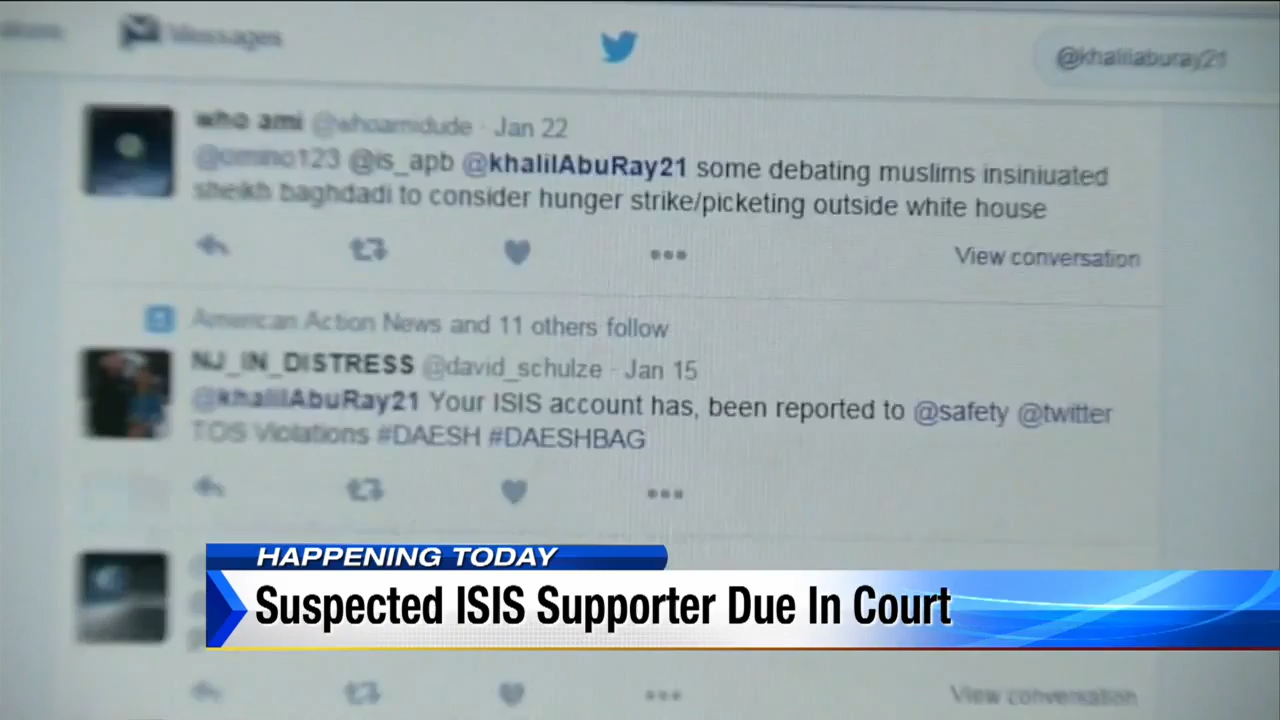 Messages
@khalilaburay21
who ami @whoamidude · Jan 22
@omino123 @is_apb @khalilAbuRay21 some debating muslims insiniuated
sheikh baghdadi to consider hunger strike/picketing outside white house
View conversation
American Action News and 11 others follow
NJ_IN_DISTRESS @david_schulze · Jan 15
@khalilAbuRay21 Your ISIS account has, been reported to @safety @twitter
TOS Violations #DAESH #DAESHBAG
HAPPENING TODAY
Suspected ISIS Supporter Due In Court
View conversation